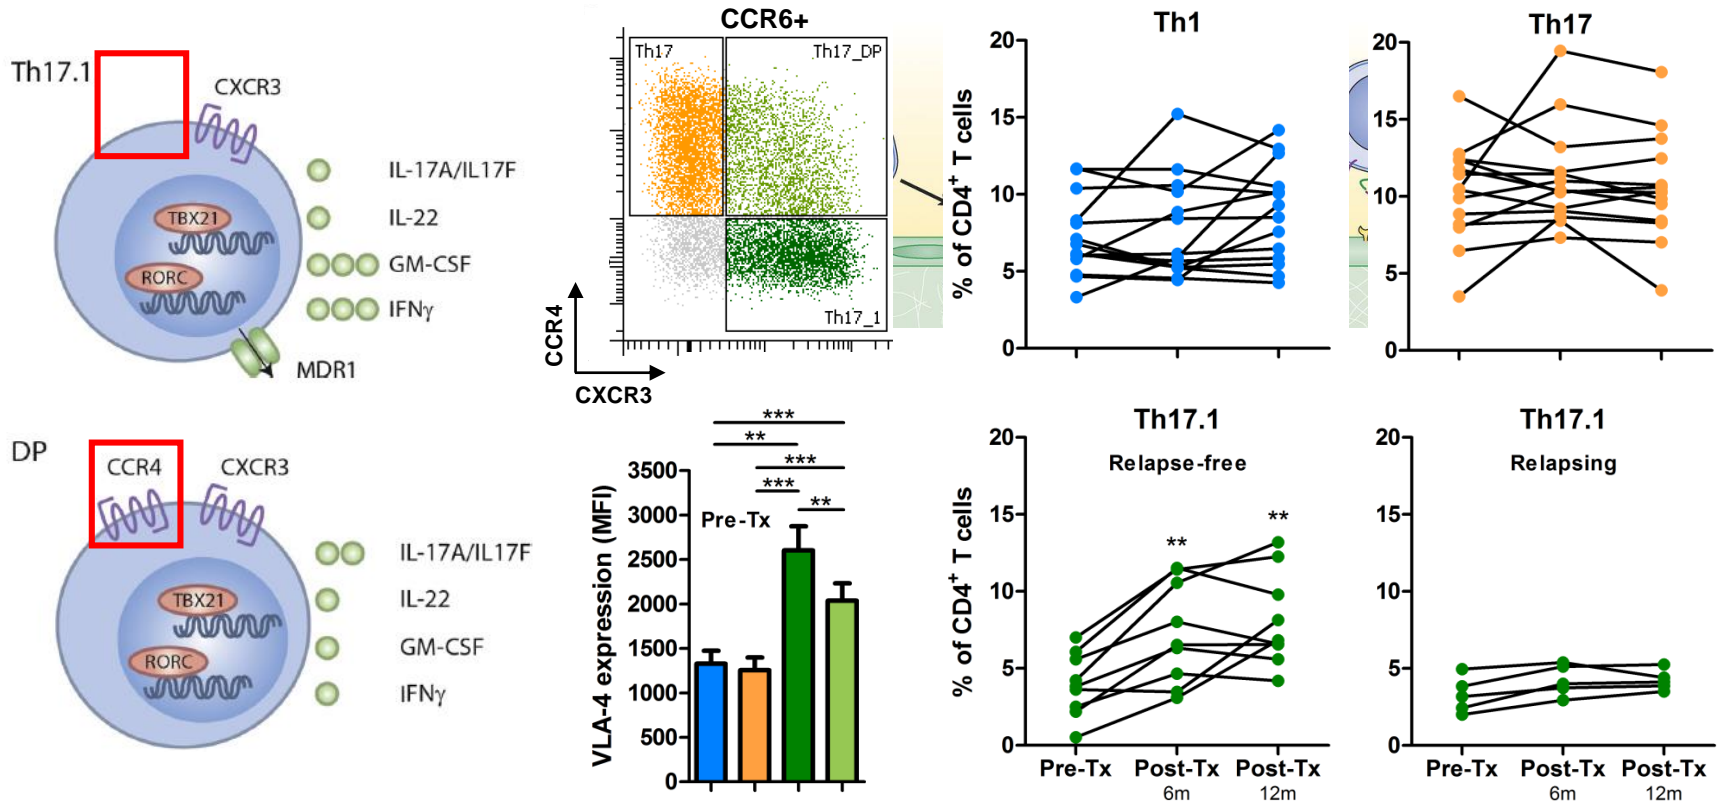 Th17.1
CXCR3
TBX21
RORC
IL-17A/IL17F
IL-22
GM-CSF
IFNγ
MDR1
DP
CCR4
CXCR3
TBX21
RORC
IL-17A/IL17F
IL-22
GM-CSF
IFNγ
CCR6+
Th17
Th17_DP
Th17_1
CCR4
CXCR3
***
**
***
***
**
Pre-Tx
VLA-4 expression (MFI)
3500
3000
2500
2000
1500
1000
500
0
Th1
% of CD4⁺ T cells
20
15
10
5
0
Th17
20
15
10
5
0
Th17.1
Relapse-free
% of CD4⁺ T cells
20
15
10
5
0
**
**
Pre-Tx Post-Tx Post-Tx
6m 12m
Th17.1
Relapsing
20
15
10
5
0
Pre-Tx Post-Tx Post-Tx
6m 12m